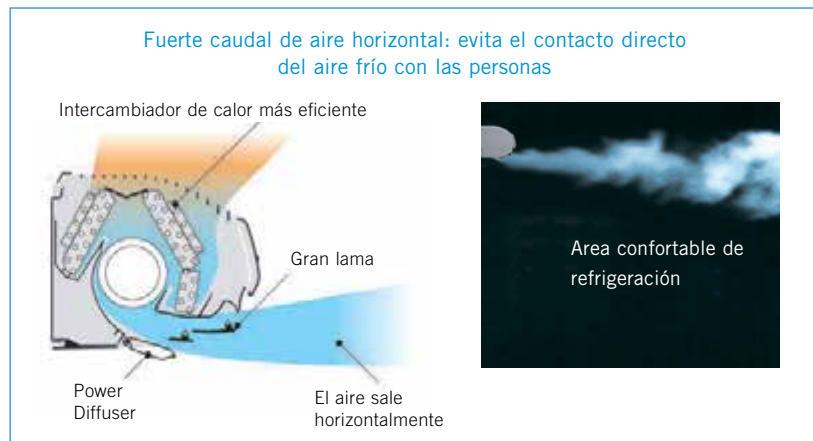 Fuerte caudal de aire horizontal: evita el contacto directo
del aire frío con las personas
Intercambiador de calor más eficiente
Gran lama
Power
Diffuser
El aire sale
horizontalmente
Area confortable de
refrigeración